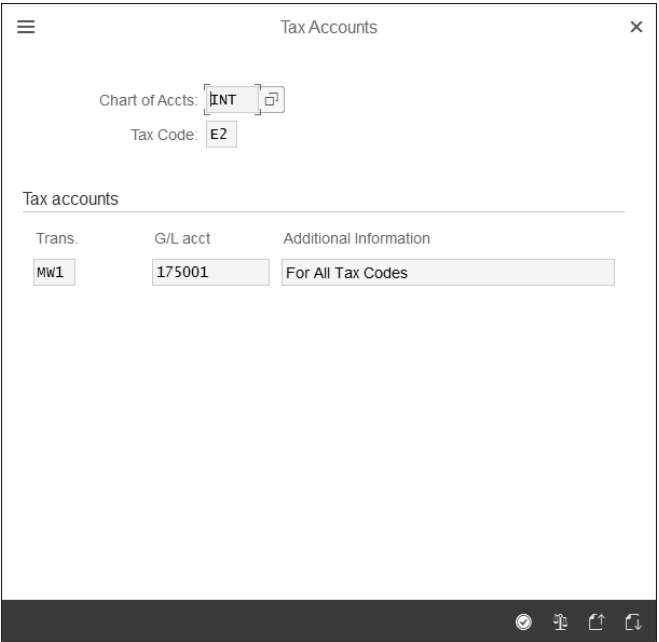 Tax Accounts
Chart of Accts: INT
Tax Code: E2
Tax accounts
Trans. G/L acct Additional Information
MW1 175001 For All Tax Codes